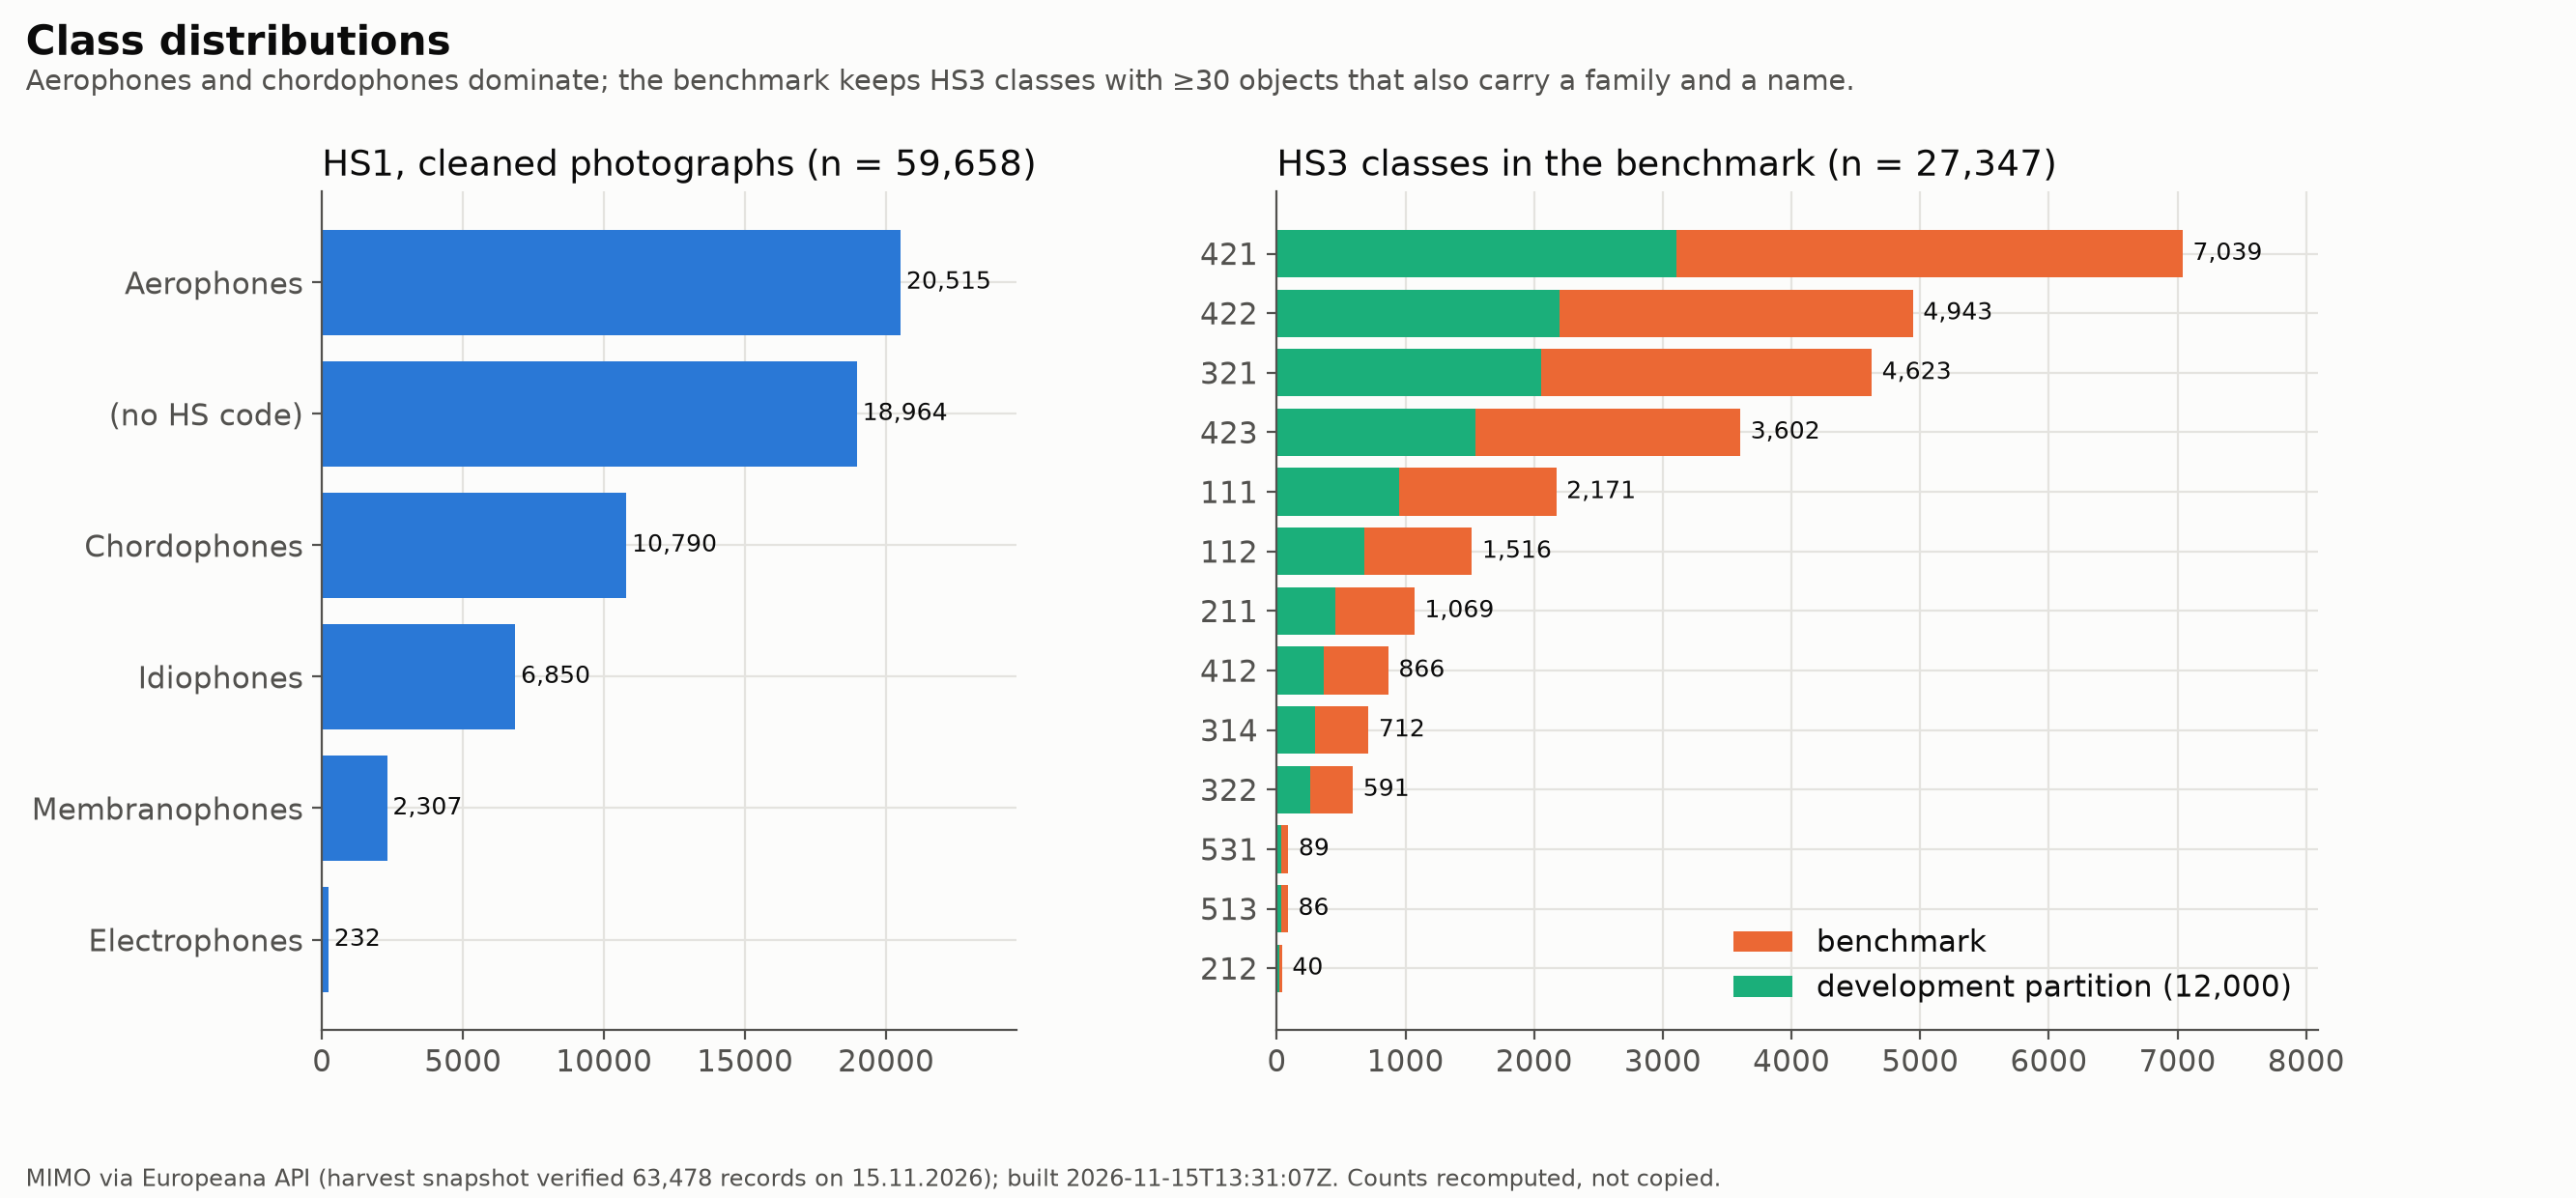 Class distributions
Aerophones and chordophones dominate; the benchmark keeps HS3 classes with ≥30 objects that also carry a family and a name.
HS1, cleaned photographs (n = 59,658)
Aerophones 20,515
(no HS code) 18,964
Chordophones 10,790
Idiophones 6,850
Membranophones 2,307
Electrophones 232
0 5000 10000 15000 20000
HS3 classes in the benchmark (n = 27,347)
421 7,039
422 4,943
321 4,623
423 3,602
111 2,171
112 1,516
211 1,069
412 866
314 712
322 591
531 89
513 86
212 40
benchmark
development partition (12,000)
0 1000 2000 3000 4000 5000 6000 7000 8000
MIMO via Europeana API (harvest snapshot verified 63,478 records on 15.11.2026); built 2026-11-15T13:31:07Z. Counts recomputed, not copied.